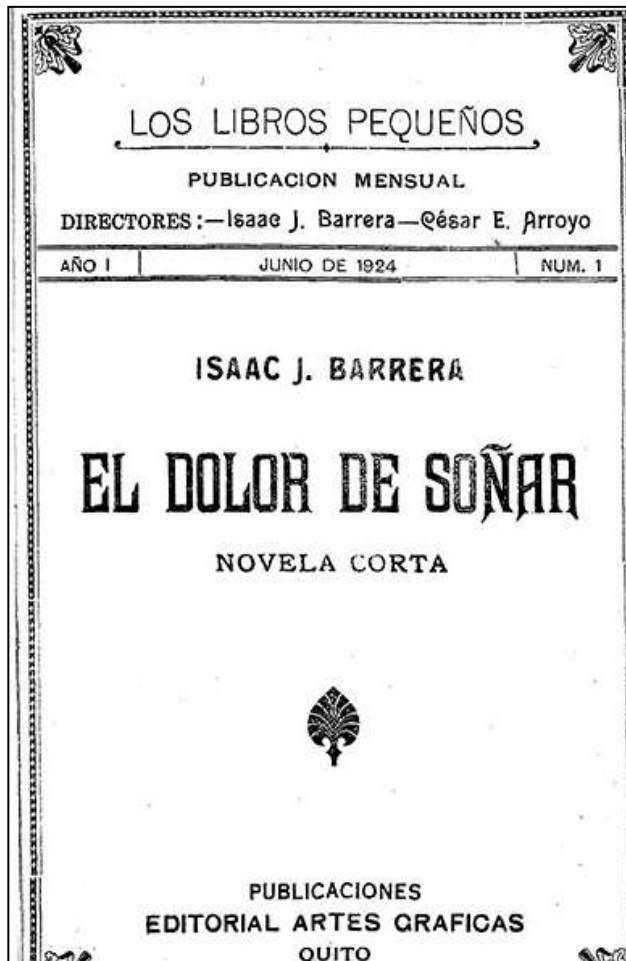 LOS LIBROS PEQUEÑOS
PUBLICACION MENSUAL
DIRECTORES:—Isaac J. Barrera—César E. Arroyo
AÑO I JUNIO DE 1924 NUM. 1
ISAAC J. BARRERA
EL DOLOR DE SOÑAR
NOVELA CORTA
PUBLICACIONES
EDITORIAL ARTES GRAFICAS
QUITO